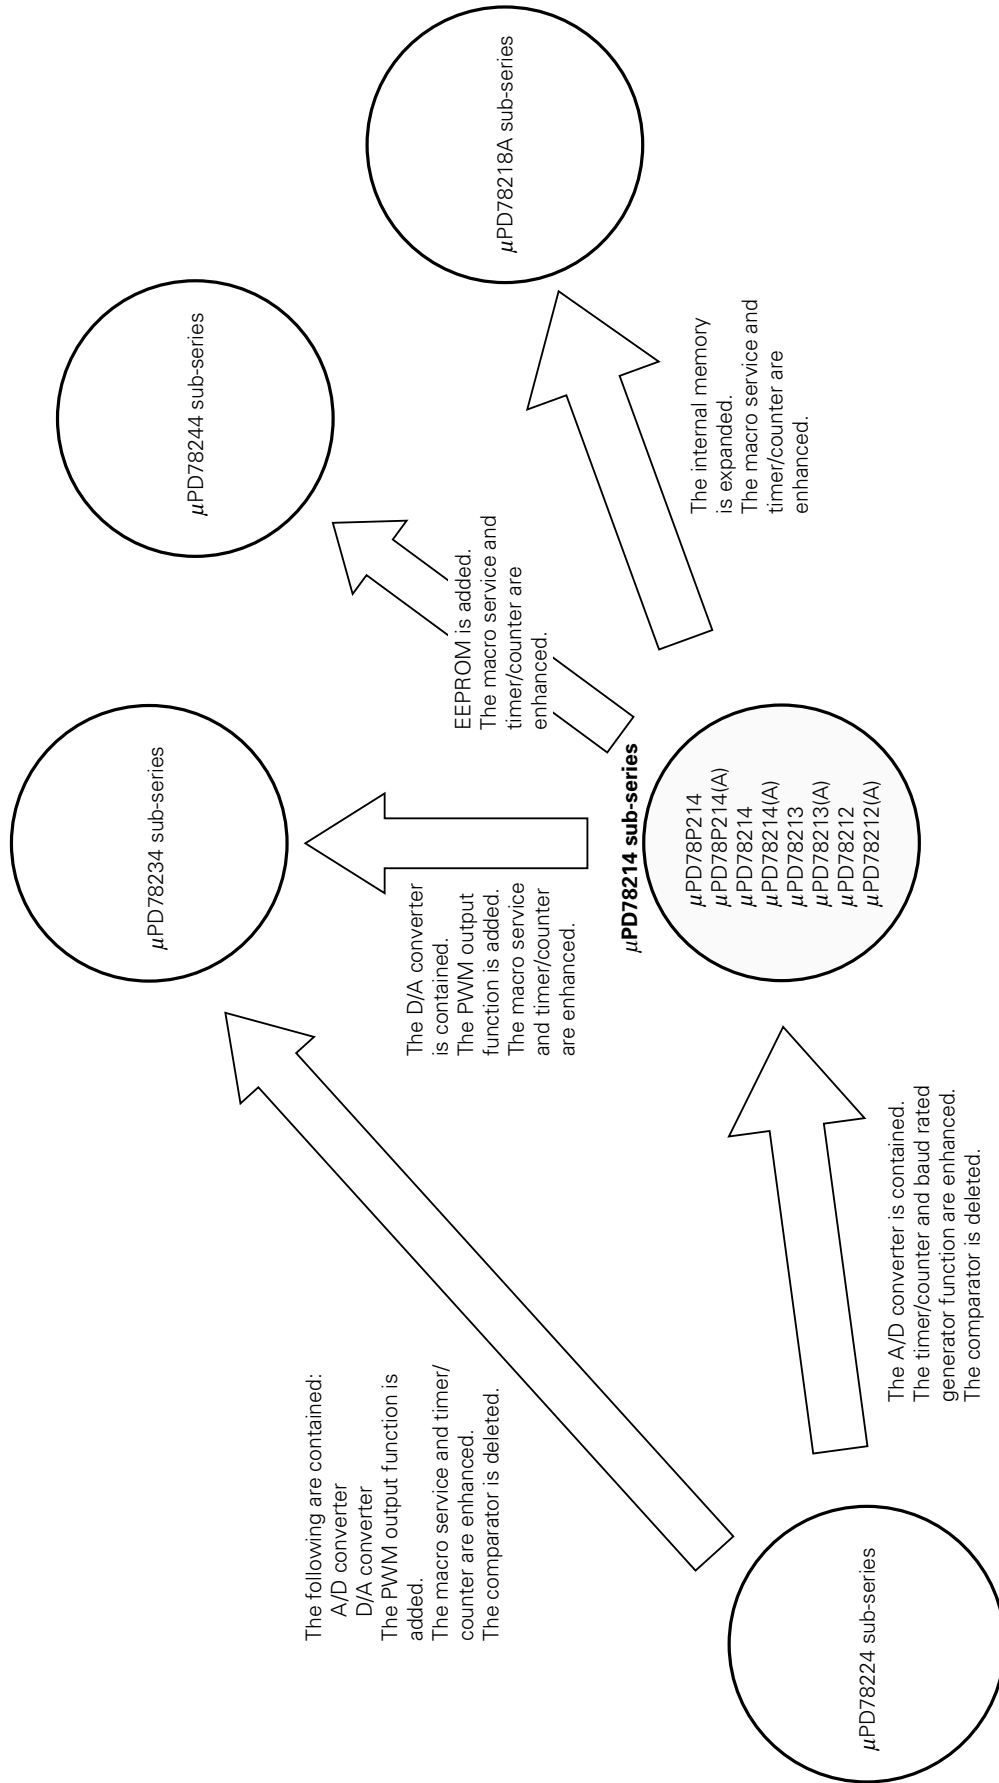 The following are contained:
A/D converter
D/A converter
The PWM output function is
added.
The macro service and timer/
counter are enhanced.
The comparator is deleted.
μPD78224 sub-series
The A/D converter is contained.
The timer/counter and baud rated
generator function are enhanced.
The comparator is deleted.
μPD78234 sub-series
The D/A converter
is contained.
The PWM output
function is added.
The macro service
and timer/counter
are enhanced.
μPD78214 sub-series
μPD78P214
μPD78P214(A)
μPD78214
μPD78214(A)
μPD78213
μPD78213(A)
μPD78212
μPD78212(A)
μPD78244 sub-series
EEPROM is added.
The macro service and
timer/counter are
enhanced.
The internal memory
is expanded.
The macro service and
timer/counter are
enhanced.
μPD78218A sub-series